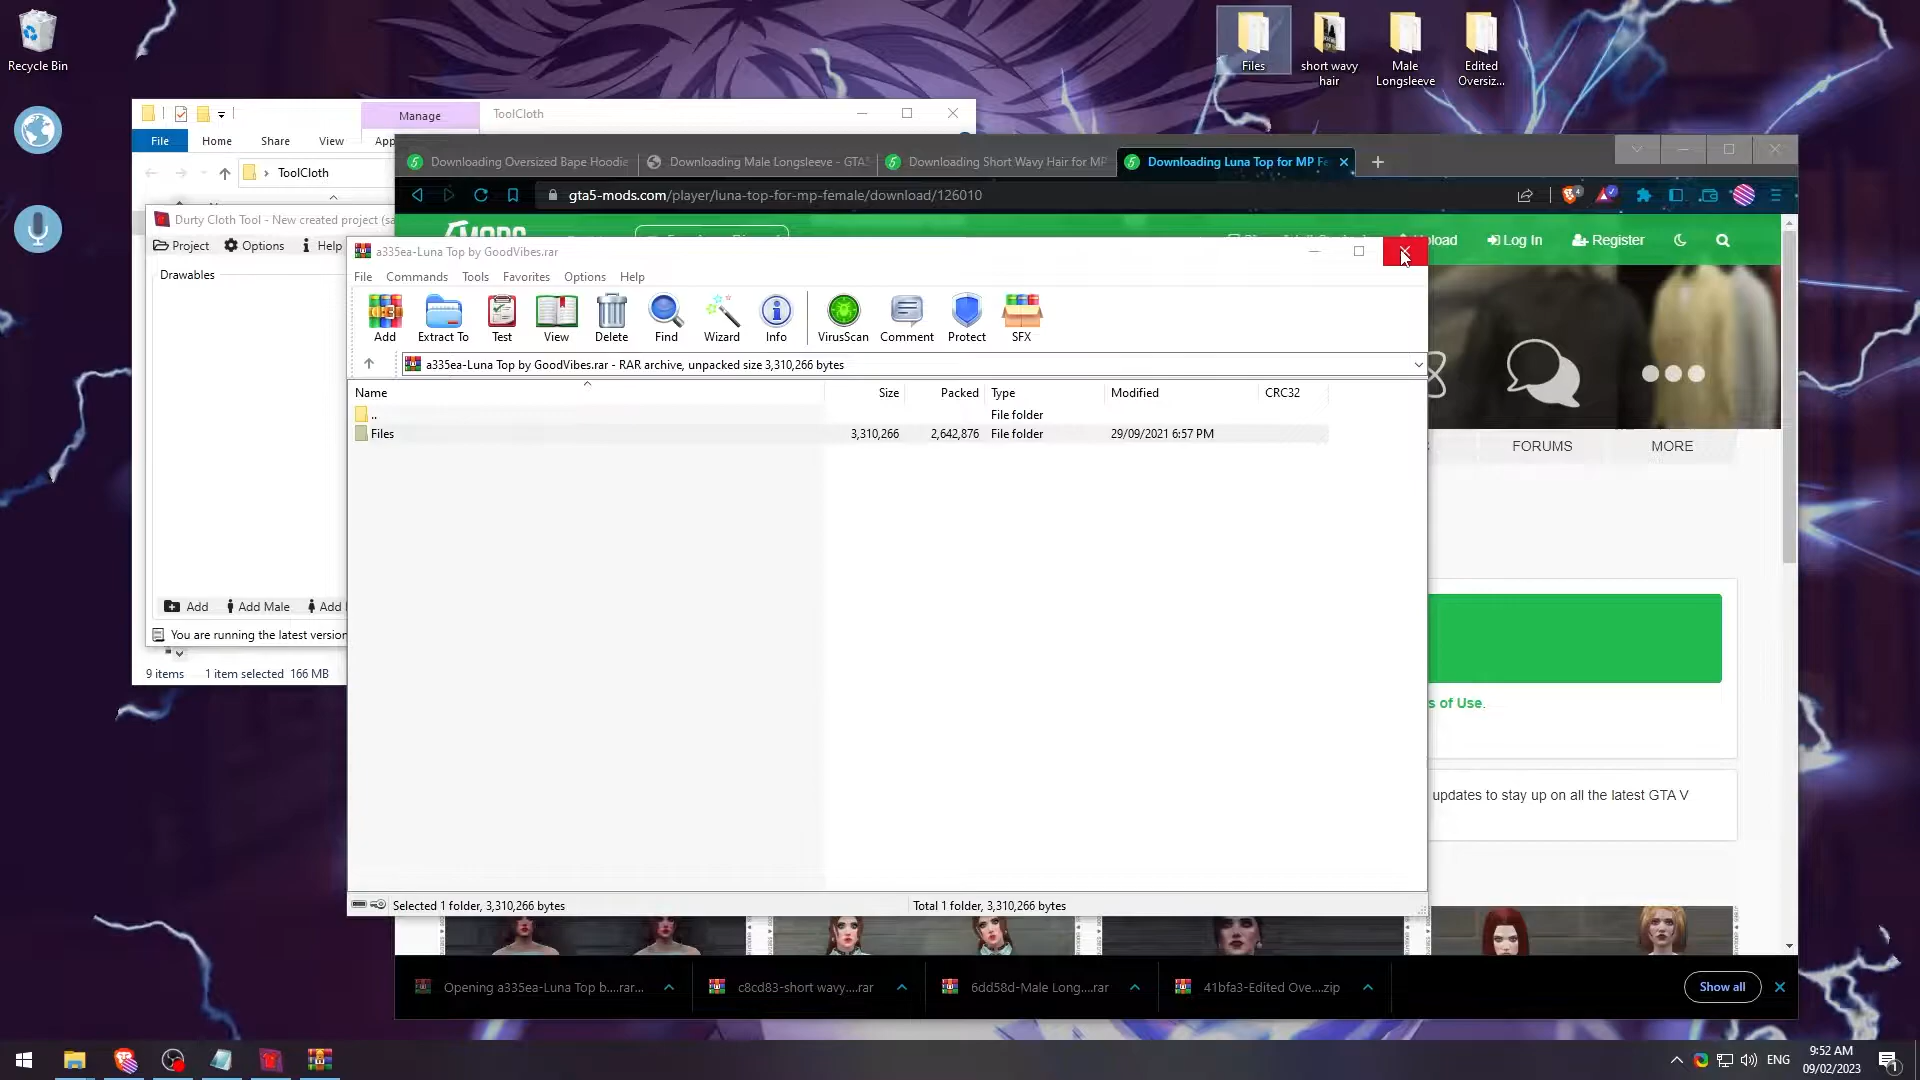 Recycle Bin
Files
short wavy
hair
Male
Longsleeve
Edited
Oversiz...
Manage
ToolCloth
File
Home
Share
View
ToolCloth
Downloading Oversized Bape Hoodie
Downloading Male Longsleeve - GTA5
Downloading Short Wavy Hair for MP
Downloading Luna Top for MP Fe
gta5-mods.com/player/luna-top-for-mp-female/download/126010
Durty Cloth Tool - New created project (sa
Project
Options
Help
Log In
Register
Drawables
a335ea-Luna Top by GoodVibes.rar
File
Commands
Tools
Favorites
Options
Help
Add
Extract To
Test
View
Delete
Find
Wizard
Info
VirusScan
Comment
Protect
SFX
a335ea-Luna Top by GoodVibes.rar - RAR archive, unpacked size 3,310,266 bytes
Name
Size
Packed
Type
Modified
CRC32
..
File folder
Files
3,310,266
2,642,876
File folder
29/09/2021 6:57 PM
FORUMS
MORE
Add
Add Male
Add
You are running the latest version
9 items
1 item selected 166 MB
s of Use.
updates to stay up on all the latest GTA V
Selected 1 folder, 3,310,266 bytes
Total 1 folder, 3,310,266 bytes
Opening a335ea-Luna Top b....rar...
c8cd83-short wavy....rar
6dd58d-Male Long....rar
41bfa3-Edited Ove....zip
Show all
ENG
9:52 AM
09/02/2023